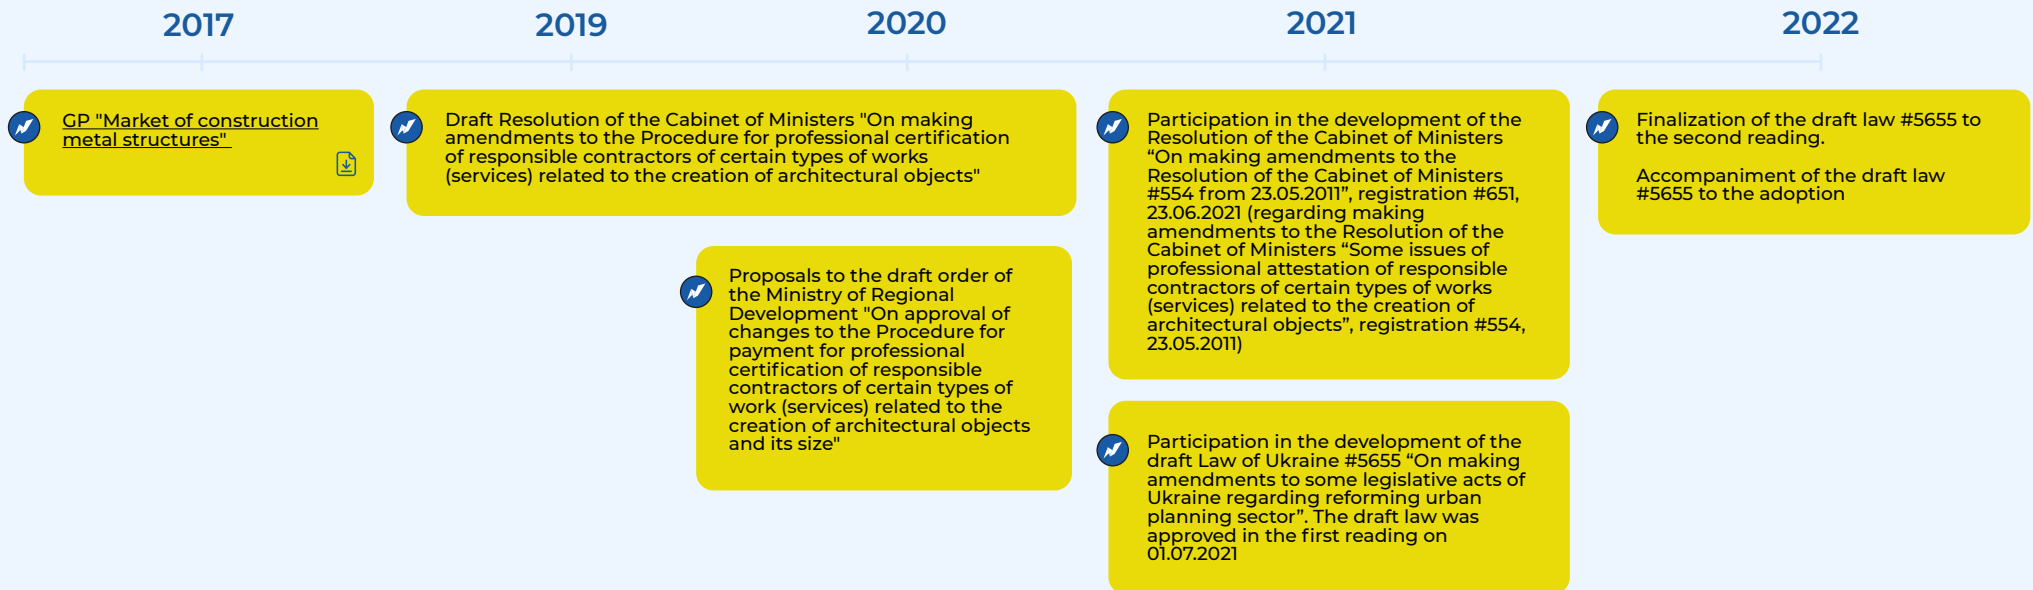 2017
2019
2020
2021
2022
GP "Market of construction
metal structures"
Draft Resolution of the Cabinet of Ministers "On making
amendments to the Procedure for professional certification
of responsible contractors of certain types of works
(services) related to the creation of architectural objects"
Proposals to the draft order of
the Ministry of Regional
Development "On approval of
changes to the Procedure for
payment for professional
certification of responsible
contractors of certain types of
work (services) related to the
creation of architectural objects
and its size"
Participation in the development of the
Resolution of the Cabinet of Ministers
“On making amendments to the
Resolution of the Cabinet of Ministers
#554 from 23.05.2011”, registration #651,
23.06.2021 (regarding making
amendments to the Resolution of the
Cabinet of Ministers “Some issues of
professional attestation of responsible
contractors of certain types of works
(services) related to the creation of
architectural objects”, registration #554,
23.05.2011)
Participation in the development of the
draft Law of Ukraine #5655 “On making
amendments to some legislative acts of
Ukraine regarding reforming urban
planning sector”. The draft law was
approved in the first reading on
01.07.2021
Finalization of the draft law #5655 to
the second reading.
Accompaniment of the draft law
#5655 to the adoption